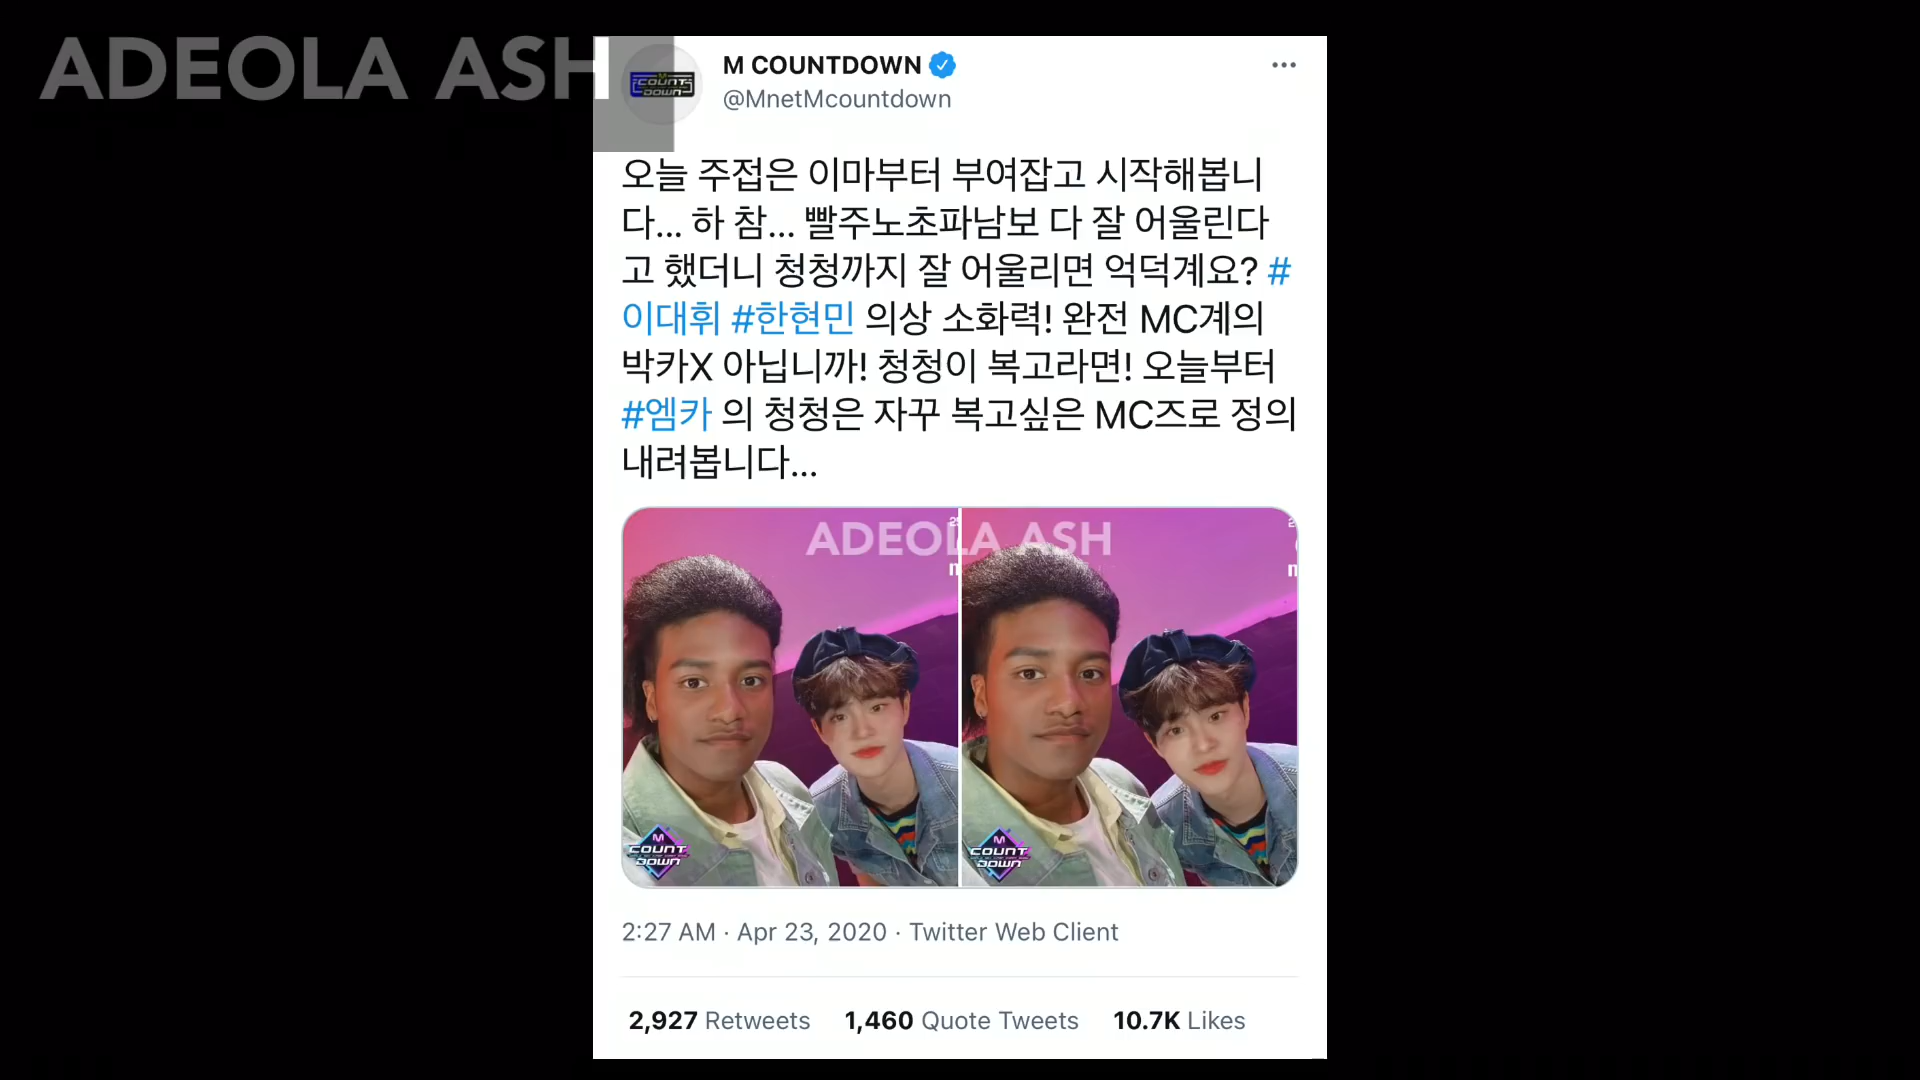 ADEOLA ASH
M COUNTDOWN
@MnetMcountdown
오늘 주접은 이마부터 부여잡고 시작해봅니
다... 하 참... 빨주노초파남보 다 잘 어울린다
고 했더니 청청까지 잘 어울리면 억덕계요? #
이대휘 #한현민 의상 소화력! 완전 MC계의
박카X 아닙니까! 청청이 복고라면! 오늘부터
#엠카 의 청청은 자꾸 복고싶은 MC즈로 정의
내려봅니다...
ADEOLA ASH
M COUNT DOWN
M COUNT DOWN
2:27 AM · Apr 23, 2020 · Twitter Web Client
2,927 Retweets 1,460 Quote Tweets 10.7K Likes